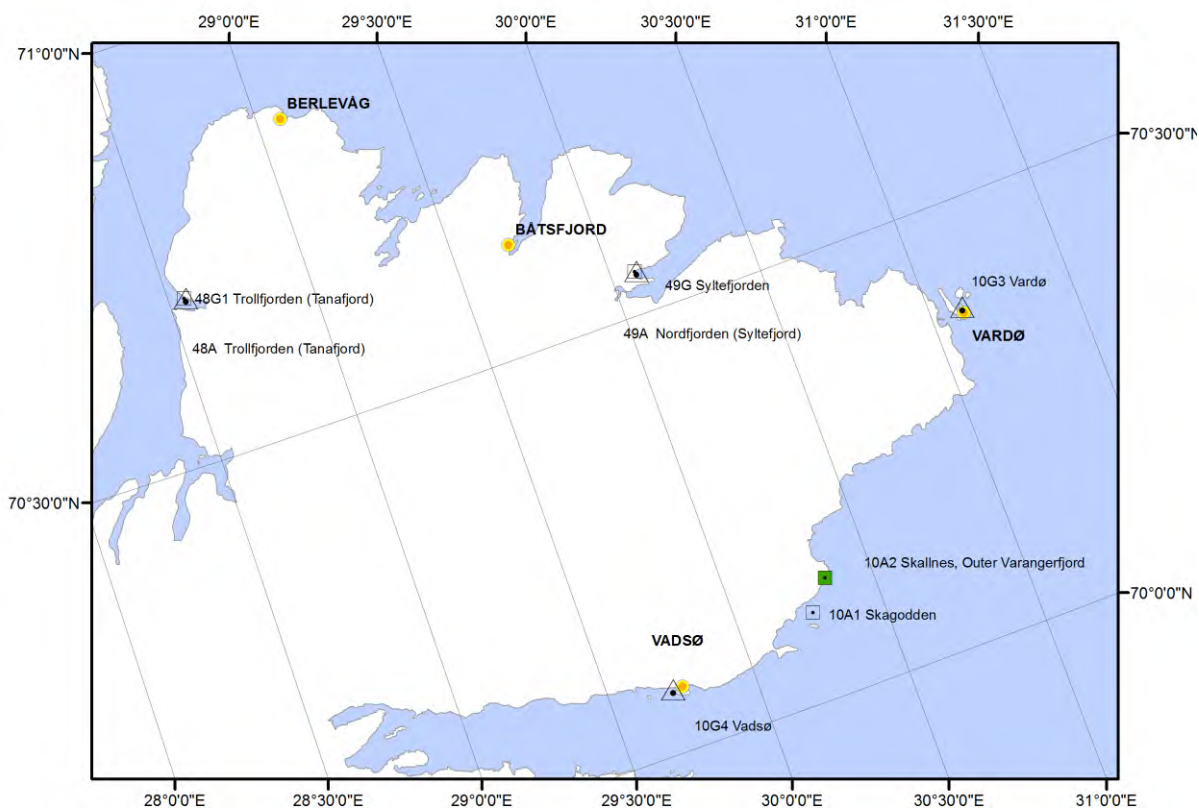 29°0'0"E 29°30'0"E 30°0'0"E 30°30'0"E 31°0'0"E 31°30'0"E
71°0'0"N
BERLEVÅG
70°30'0"N
BÅTSFJORD
49G Syltefjorden
10G3 Vardø
48G1 Trollfjorden (Tanafjord)
49A Nordfjorden (Syltefjord)
VARDØ
48A Trollfjorden (Tanafjord)
70°30'0"N
10A2 Skallnes, Outer Varangerfjord
70°0'0"N
10A1 Skagodden
VADSØ
10G4 Vadsø
28°0'0"E 28°30'0"E 29°0'0"E 29°30'0"E 30°0'0"E 30°30'0"E 31°0'0"E